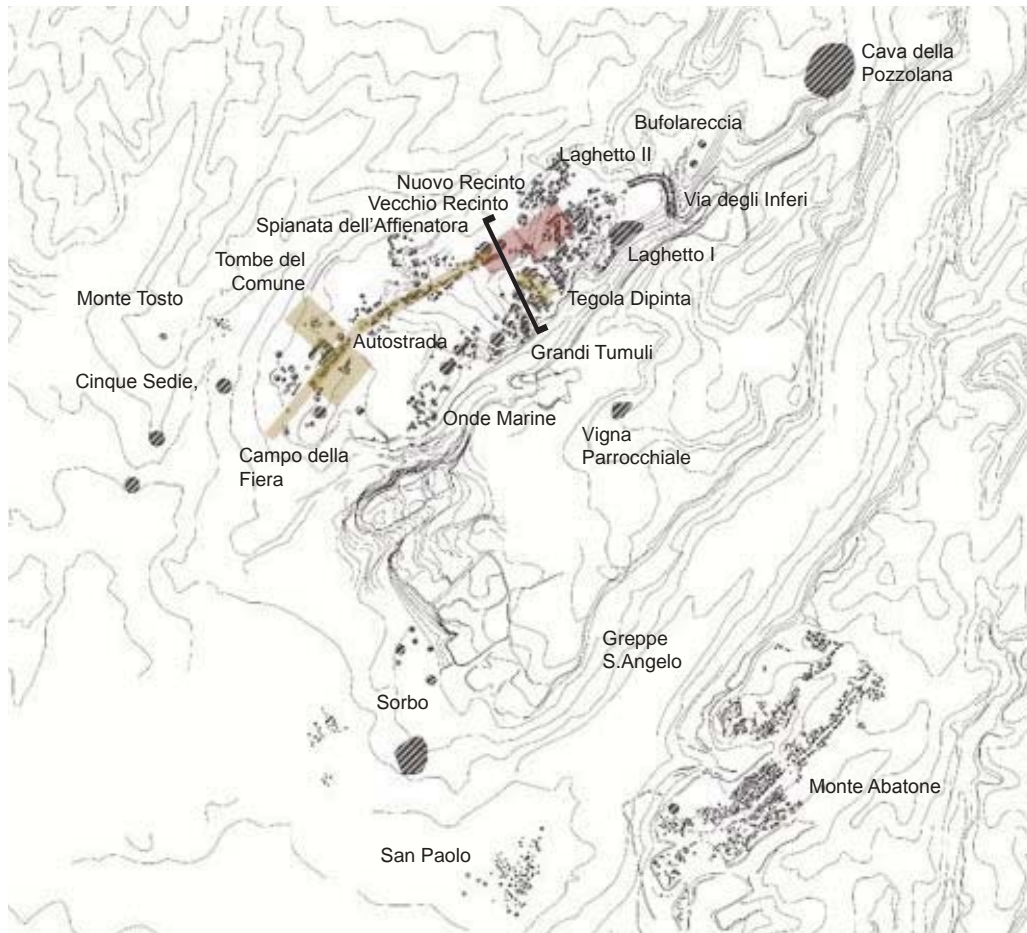 Cava della
Pozzolana
Bufolareccia
Laghetto II
Nuovo Recinto
Vecchio Recinto
Via degli Inferi
Spianata dell'Affienatora
Tombe del
Comune
Laghetto I
Monte Tosto
Tegola Dipinta
Autostrada
Grandi Tumuli
Cinque Sedie,
Onde Marine
Vigna
Parrocchiale
Campo della
Fiera
Greppe
S.Angelo
Sorbo
Monte Abatone
San Paolo